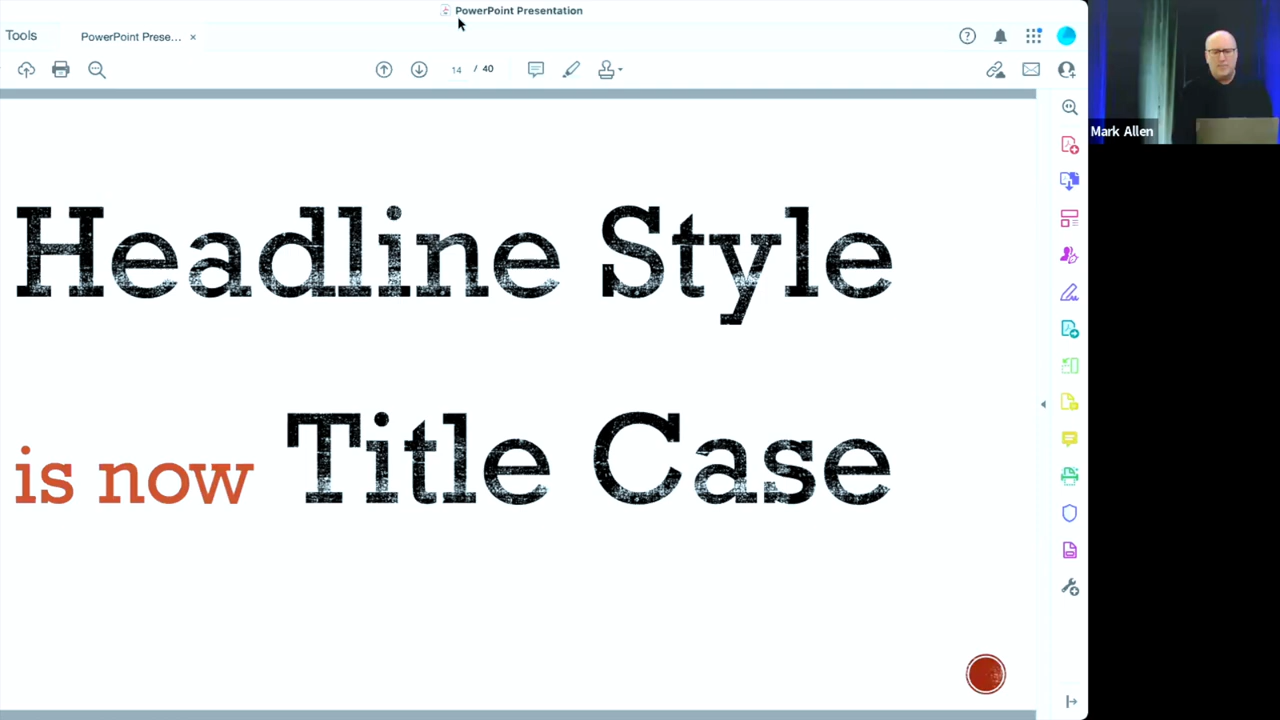 PowerPoint Presentation
Tools
PowerPoint Prese... ×
14 / 40
Mark Allen
Headline Style
is now Title Case